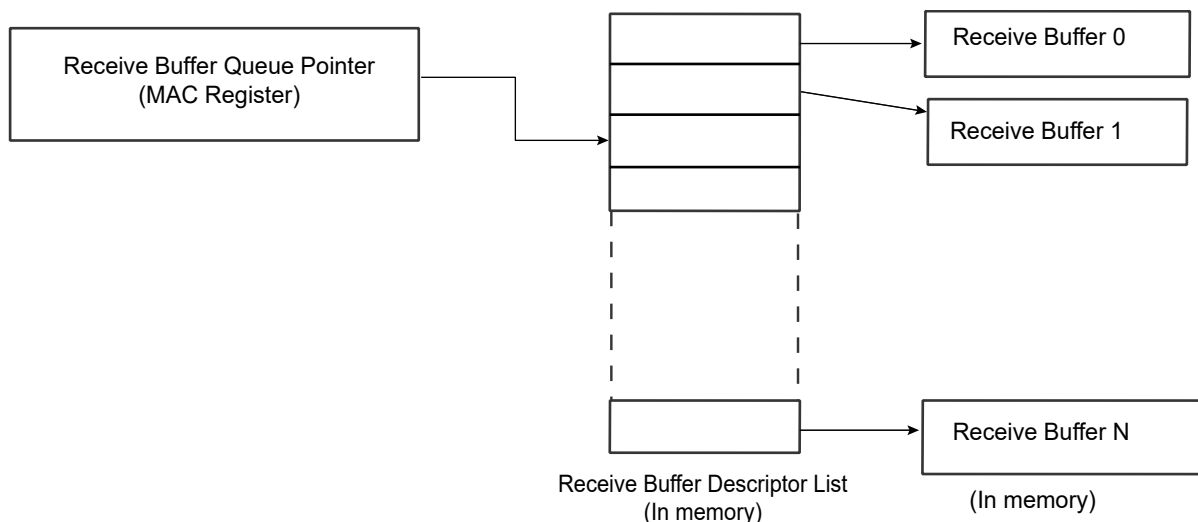 Receive Buffer Queue Pointer
(MAC Register)
Receive Buffer 0
Receive Buffer 1
Receive Buffer N
Receive Buffer Descriptor List
(In memory)
(In memory)